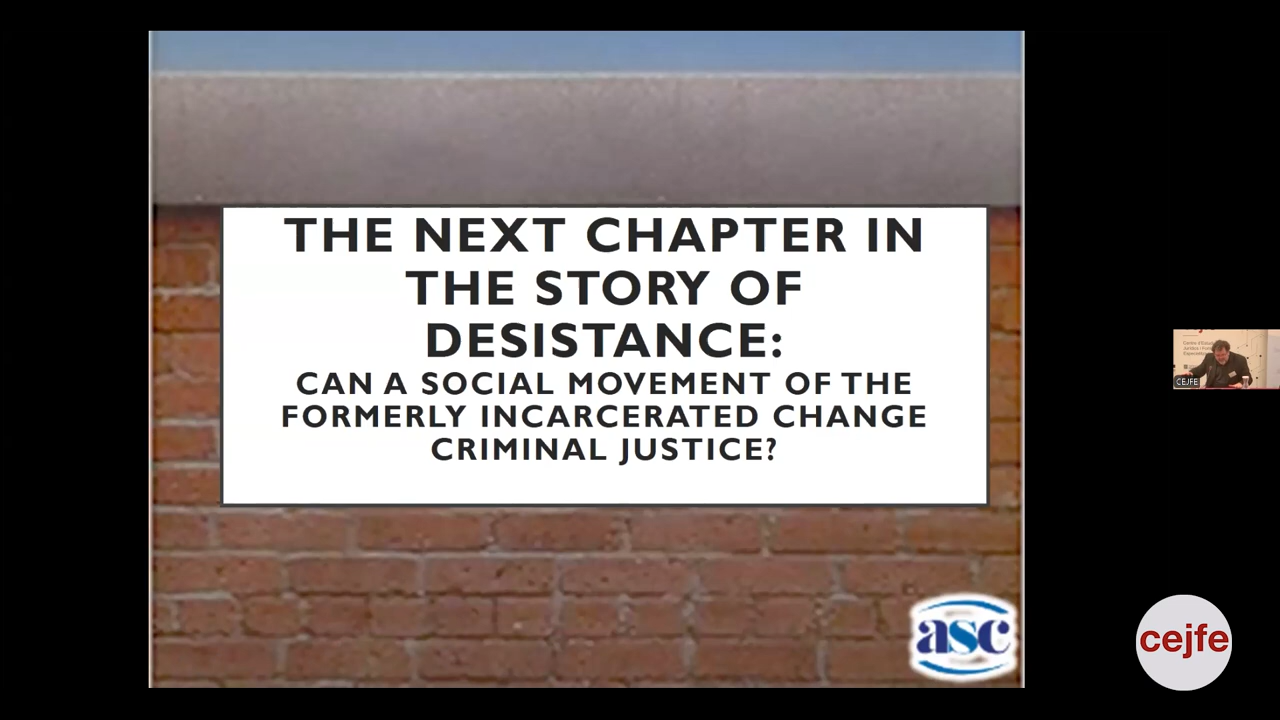 THE NEXT CHAPTER IN
THE STORY OF
DESISTANCE:
CAN A SOCIAL MOVEMENT OF THE
FORMERLY INCARCERATED CHANGE
CRIMINAL JUSTICE?
asc
CEJFE
cejfe